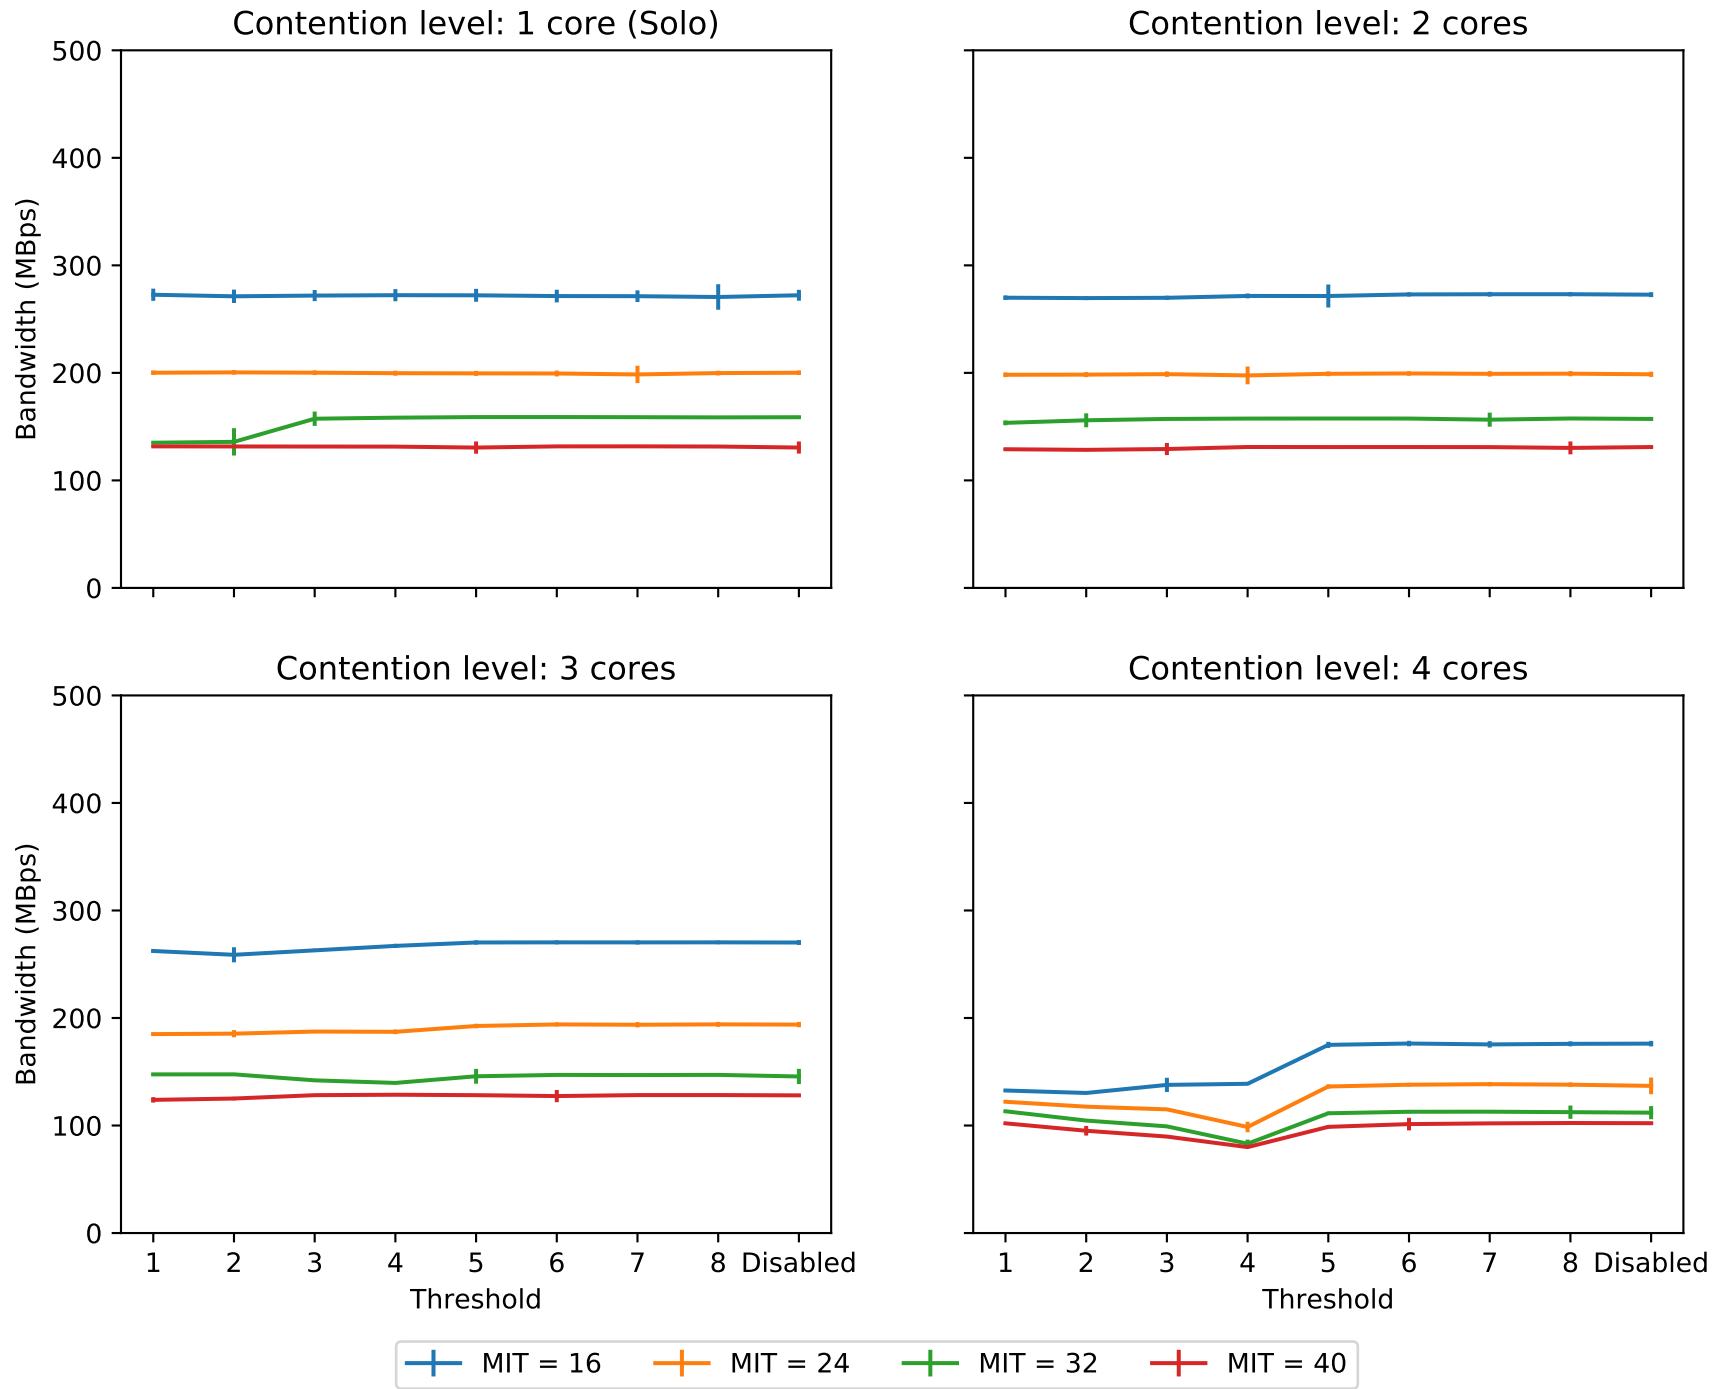 Contention level: 1 core (Solo)
Contention level: 2 cores
500
400
300
200
100
0
Bandwidth (MBps)
Contention level: 3 cores
Contention level: 4 cores
500
400
300
200
100
0
Bandwidth (MBps)
1 2 3 4 5 6 7 8 Disabled
1 2 3 4 5 6 7 8 Disabled
Threshold
Threshold
MIT = 16 MIT = 24 MIT = 32 MIT = 40